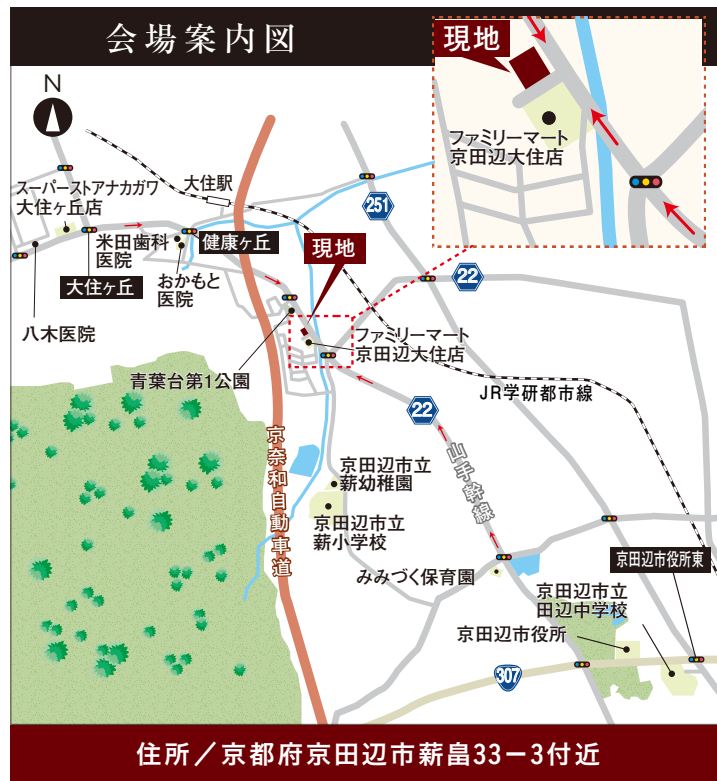 会場案内図
現地
ファミリーマート
京田辺大住店
N
スーパーストアナカガワ
大住ヶ丘店
大住駅
251
米田歯科
医院
健康ヶ丘
現地
大住ヶ丘
おかもと
医院
22
八木医院
ファミリーマート
京田辺大住店
青葉台第1公園
JR学研都市線
22
京奈和自動車道
山手幹線
京田辺市立
薪幼稚園
京田辺市立
薪小学校
みみづく保育園
京田辺市役所東
京田辺市立
田辺中学校
京田辺市役所
307
住所／京都府京田辺市薪畠33－3付近